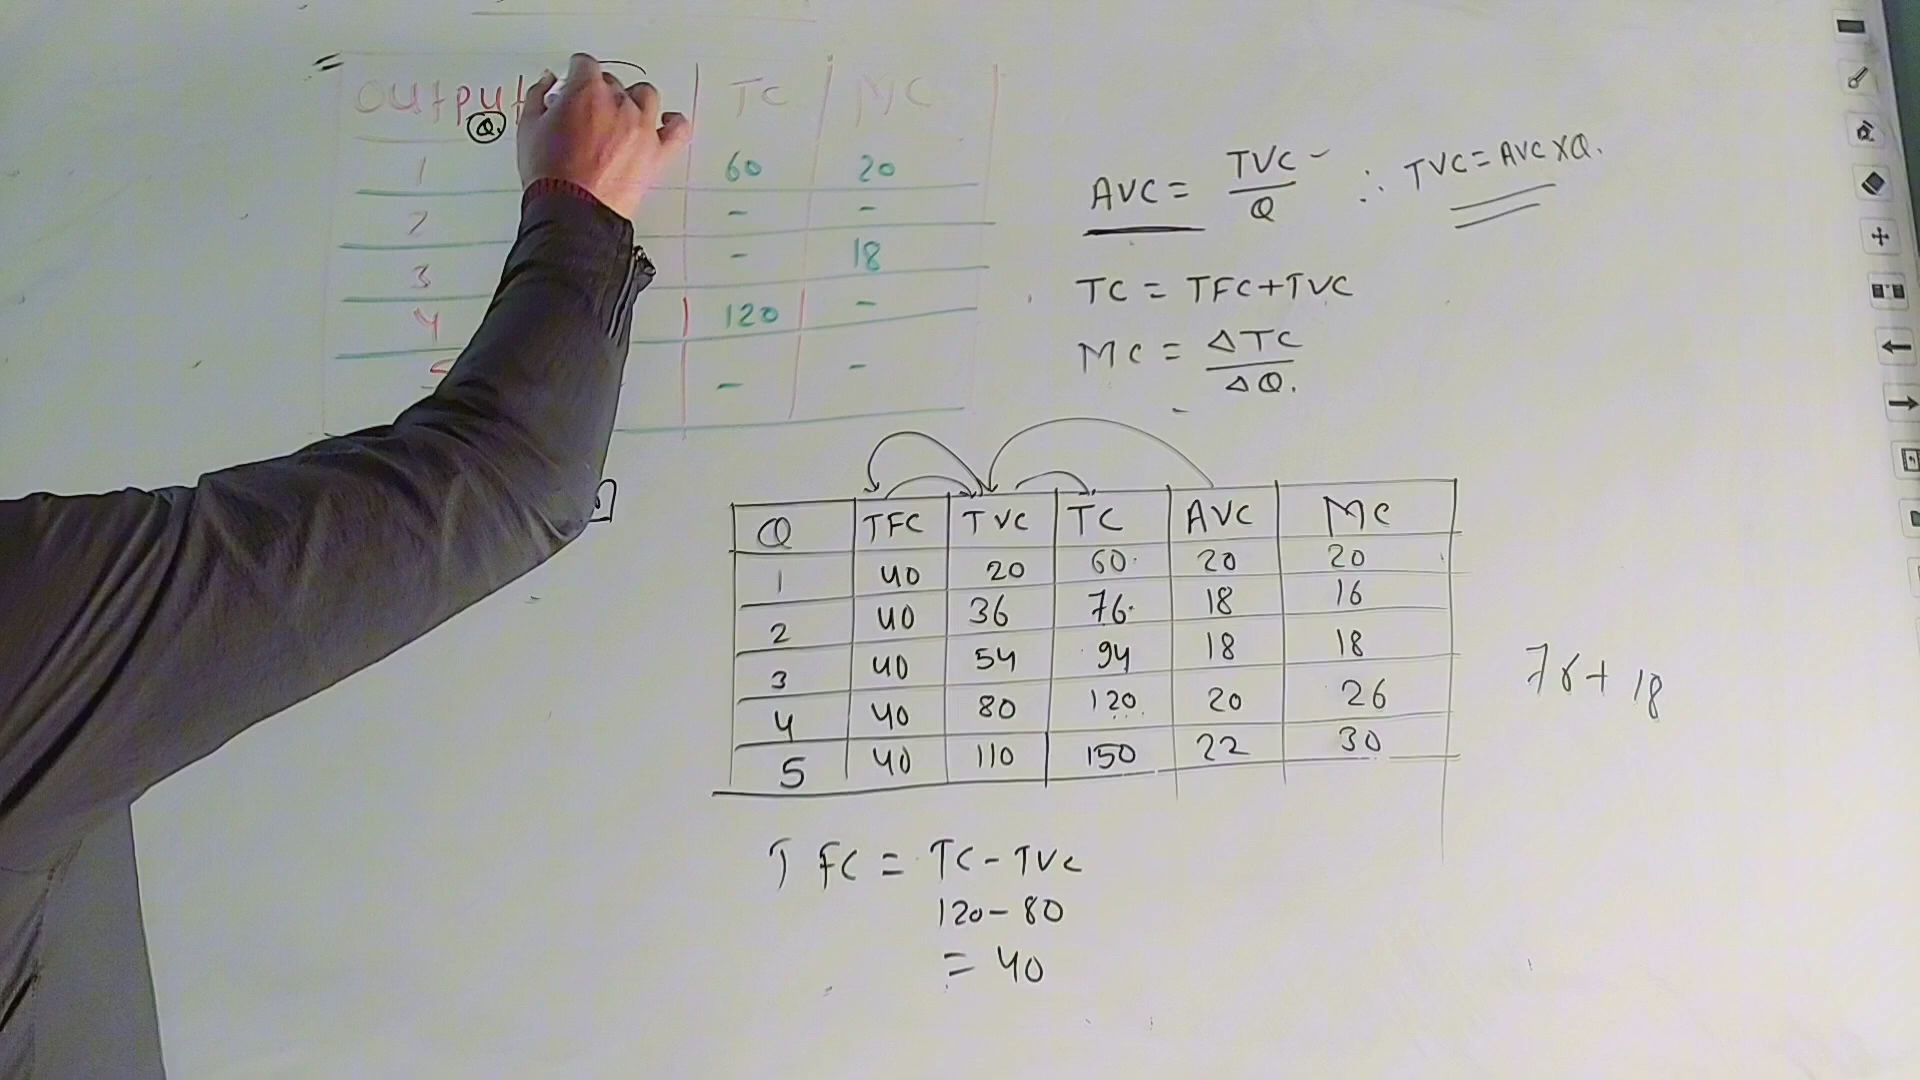 = Output TC MC
Q.
1 60 20
2 - -
3 - 18
4 120 -
5 - -
AVC = TVC / Q ∴ TVC = AVC X Q.
TC = TFC + TVC
MC = ΔTC / ΔQ.
Q TFC TVC TC AVC MC
1 40 20 60. 20 20
2 40 36 76. 18 16
3 40 54 94 18 18
4 40 80 120 20 26
5 40 110 150 22 30
76 + 18
TFC = TC - TVC
120 - 80
= 40